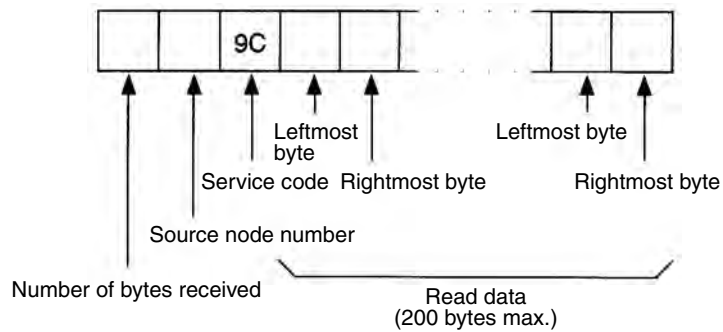 9C
Leftmost
byte
Leftmost byte
Service code
Rightmost byte
Rightmost byte
Source node number
Number of bytes received
Read data
(200 bytes max.)